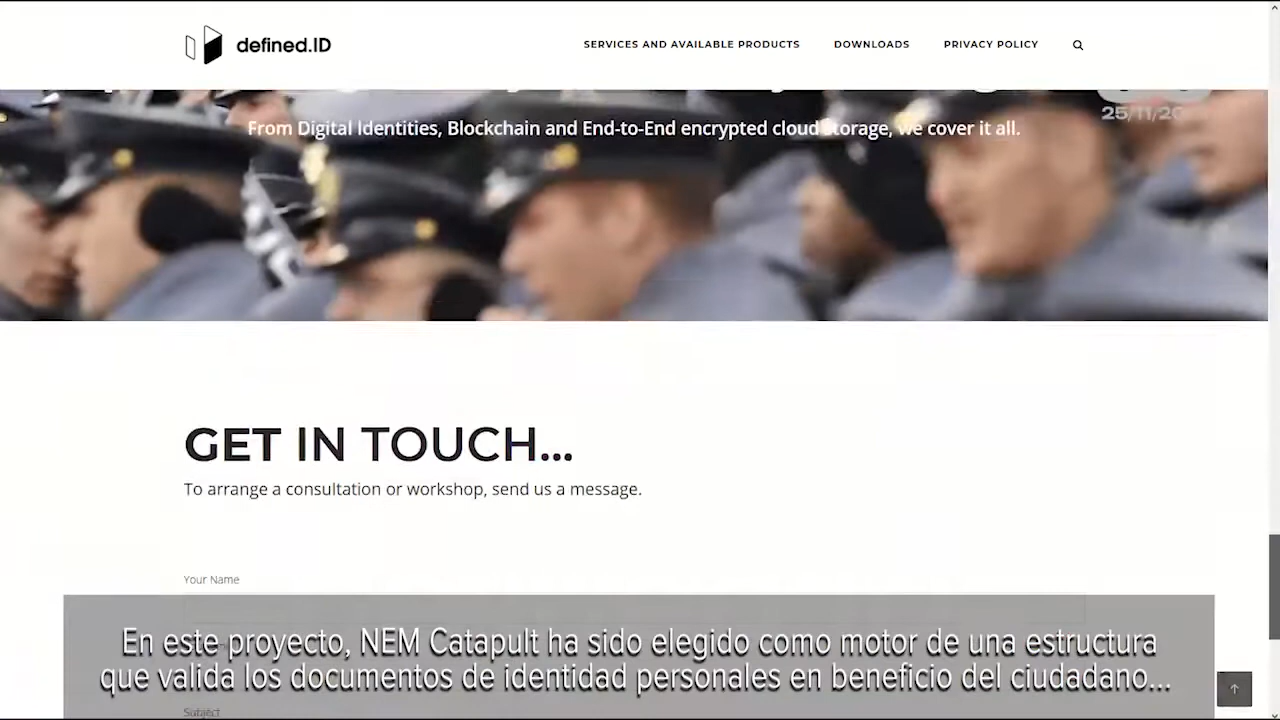 defined.ID
SERVICES AND AVAILABLE PRODUCTS
DOWNLOADS
PRIVACY POLICY
25/11/20
From Digital Identities, Blockchain and End-to-End encrypted cloud storage, we cover it all.
GET IN TOUCH...
To arrange a consultation or workshop, send us a message.
Your Name
En este proyecto, NEM Catapult ha sido elegido como motor de una estructura
que valida los documentos de identidad personales en beneficio del ciudadano...
Subject